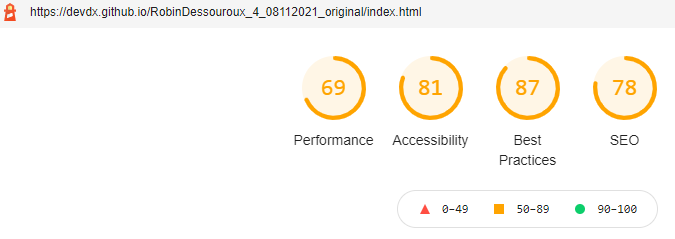 https://devdx.github.io/RobinDessouroux_4_08112021_original/index.html
69 81 87 78
Performance Accessibility Best Practices SEO
0–49 50–89 90–100